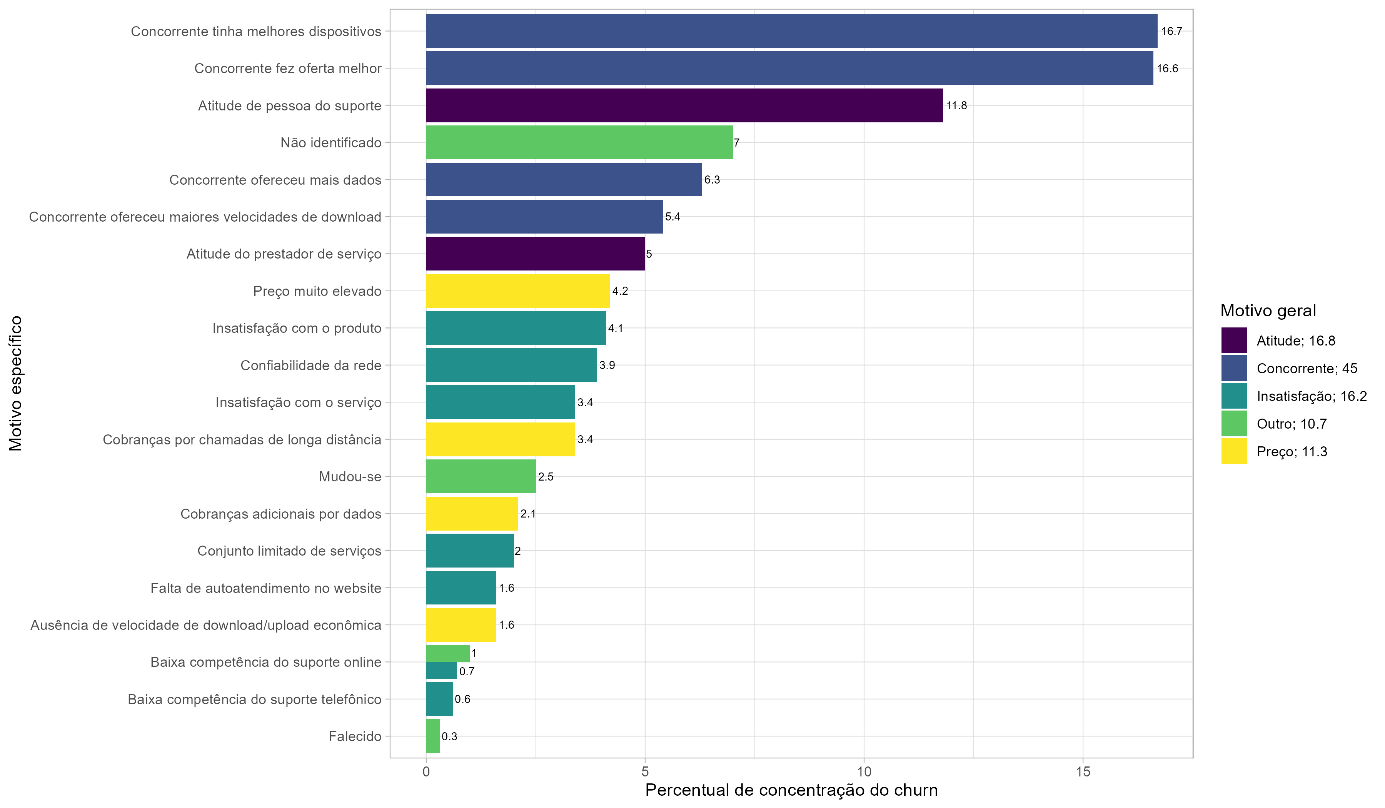 Concorrente tinha melhores dispositivos 16.7
Concorrente fez oferta melhor 16.6
Atitude de pessoa do suporte 11.8
Não identificado 7
Concorrente ofereceu mais dados 6.3
Concorrente ofereceu maiores velocidades de download 5.4
Atitude do prestador de serviço 5
Preço muito elevado 4.2
Insatisfação com o produto 4.1
Confiabilidade da rede 3.9
Insatisfação com o serviço 3.4
Cobranças por chamadas de longa distância 3.4
Mudou-se 2.5
Cobranças adicionais por dados 2.1
Conjunto limitado de serviços 2
Falta de autoatendimento no website 1.6
Ausência de velocidade de download/upload econômica 1.6
Baixa competência do suporte online 1
0.7
Baixa competência do suporte telefônico 0.6
Falecido 0.3
0 5 10 15
Percentual de concentração do churn
Motivo específico
Motivo geral
Atitude; 16.8
Concorrente; 45
Insatisfação; 16.2
Outro; 10.7
Preço; 11.3